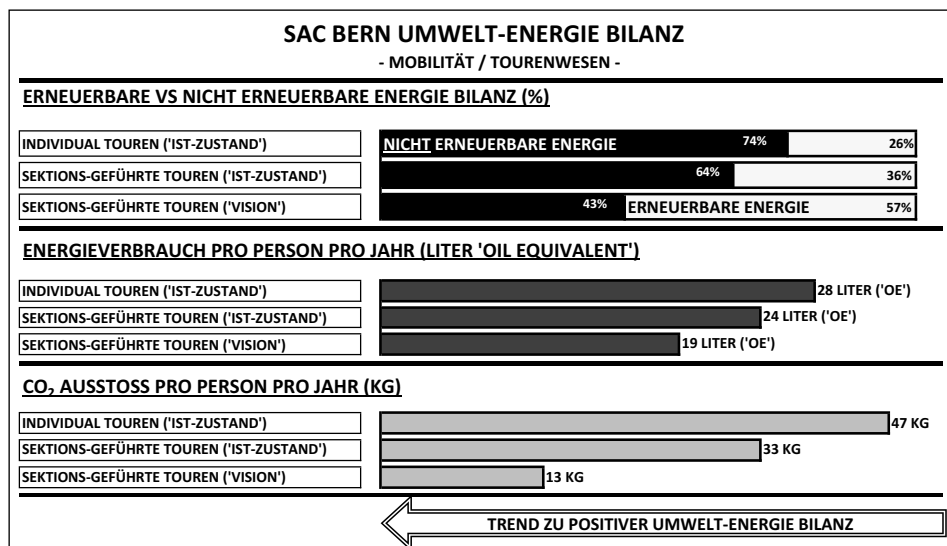 SAC BERN UMWELT-ENERGIE BILANZ
- MOBILITÄT / TOURENWESEN -
ERNEUERBARE VS NICHT ERNEUERBARE ENERGIE BILANZ (%)
INDIVIDUAL TOUREN ('IST-ZUSTAND') NICHT ERNEUERBARE ENERGIE 74% 26%
SEKTIONS-GEFÜHRTE TOUREN ('IST-ZUSTAND') 64% 36%
SEKTIONS-GEFÜHRTE TOUREN ('VISION') 43% ERNEUERBARE ENERGIE 57%
ENERGIEVERBRAUCH PRO PERSON PRO JAHR (LITER 'OIL EQUIVALENT')
INDIVIDUAL TOUREN ('IST-ZUSTAND') 28 LITER ('OE')
SEKTIONS-GEFÜHRTE TOUREN ('IST-ZUSTAND') 24 LITER ('OE')
SEKTIONS-GEFÜHRTE TOUREN ('VISION') 19 LITER ('OE')
CO₂ AUSSTOSS PRO PERSON PRO JAHR (KG)
INDIVIDUAL TOUREN ('IST-ZUSTAND') 47 KG
SEKTIONS-GEFÜHRTE TOUREN ('IST-ZUSTAND') 33 KG
SEKTIONS-GEFÜHRTE TOUREN ('VISION') 13 KG
TREND ZU POSITIVER UMWELT-ENERGIE BILANZ